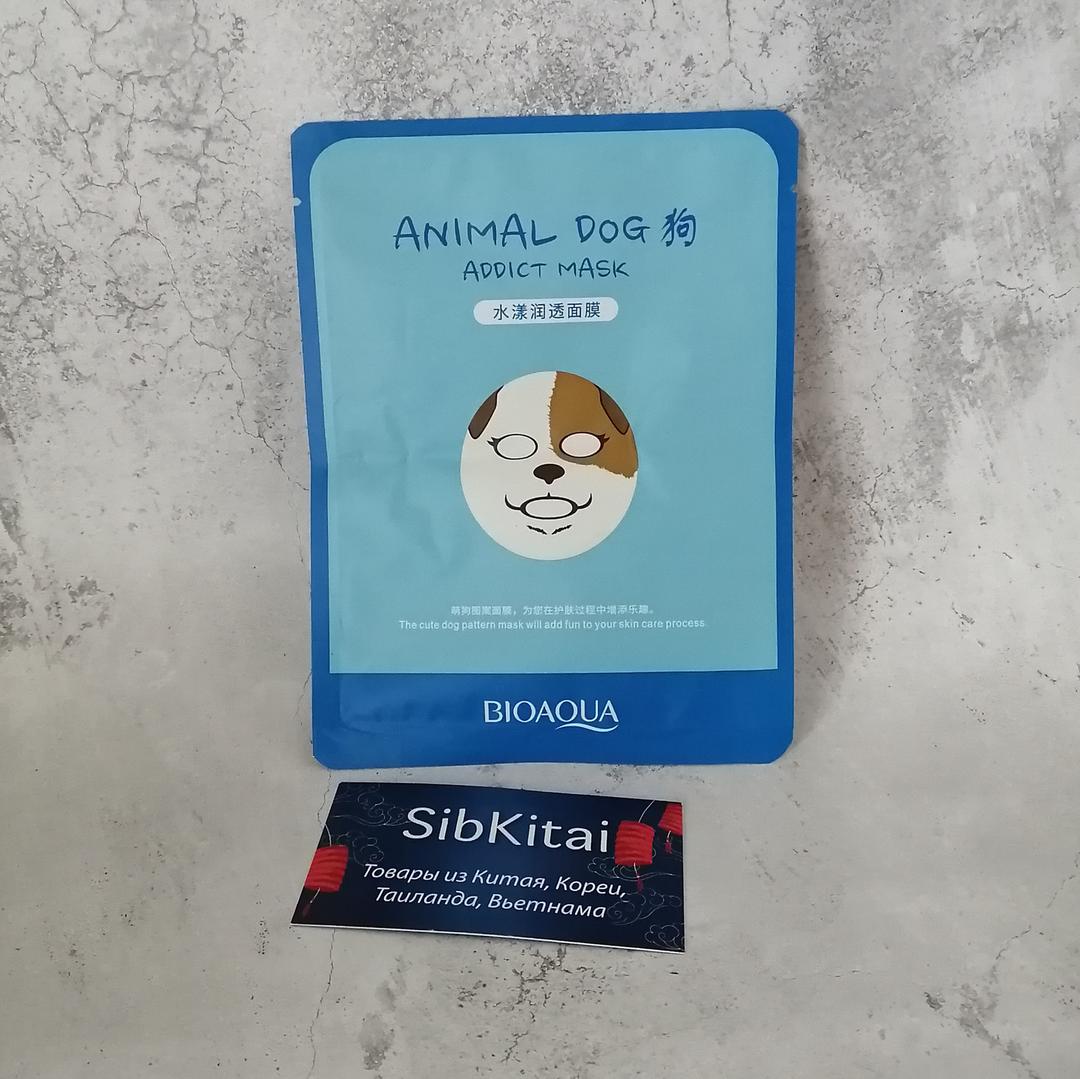 ANIMAL DOG 狗
ADDICT MASK
水漾润透面膜
萌狗图案面膜，为您在护肤过程中增添乐趣。
The cute dog pattern mask will add fun to your skin care process.
BIOAQUA
SibKitai
Товары из Китая, Кореи,
Таиланда, Вьетнама